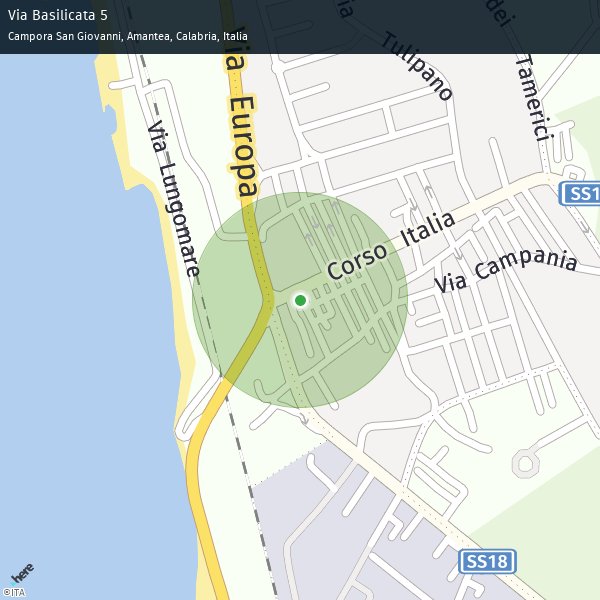 Via Basilicata 5
Campora San Giovanni, Amantea, Calabria, Italia
Via Europa
Tulipano
dei Tamerici
Via Lungomare
SS1
Corso Italia
Via Campania
SS18
here
©ITA